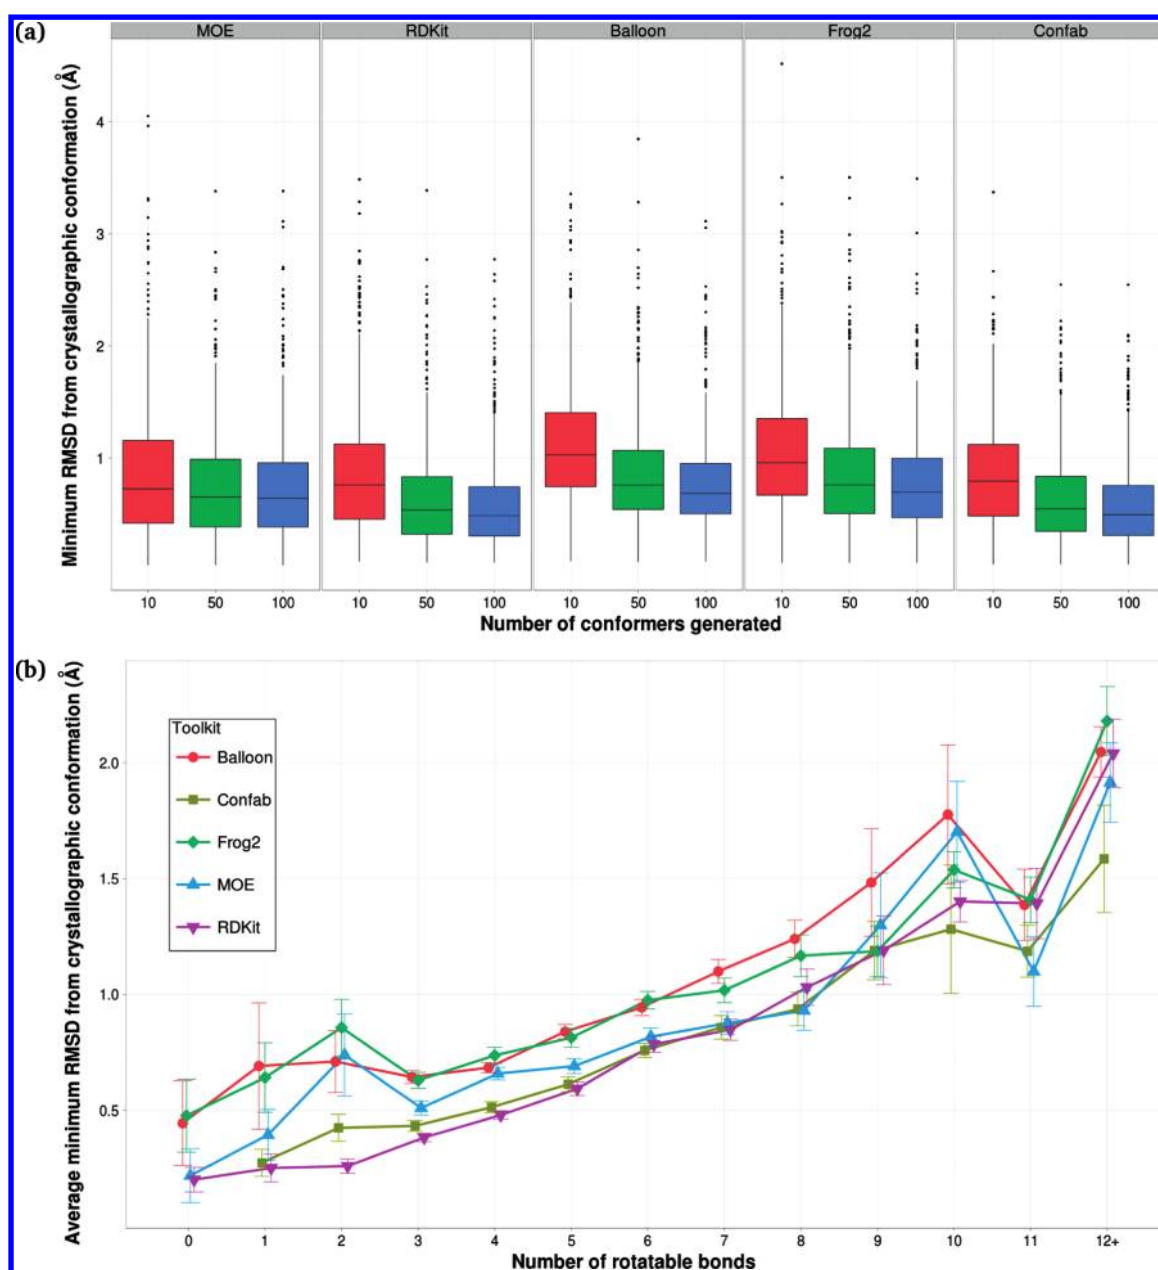 (a)
MOE RDKit Balloon Frog2 Confab
Minimum RMSD from crystallographic conformation (Å)
4
3
2
1
10 50 100 10 50 100 10 50 100 10 50 100 10 50 100
Number of conformers generated
(b)
Average minimum RMSD from crystallographic conformation (Å)
Toolkit
Balloon
Confab
Frog2
MOE
RDKit
2.0
1.5
1.0
0.5
0 1 2 3 4 5 6 7 8 9 10 11 12+
Number of rotatable bonds